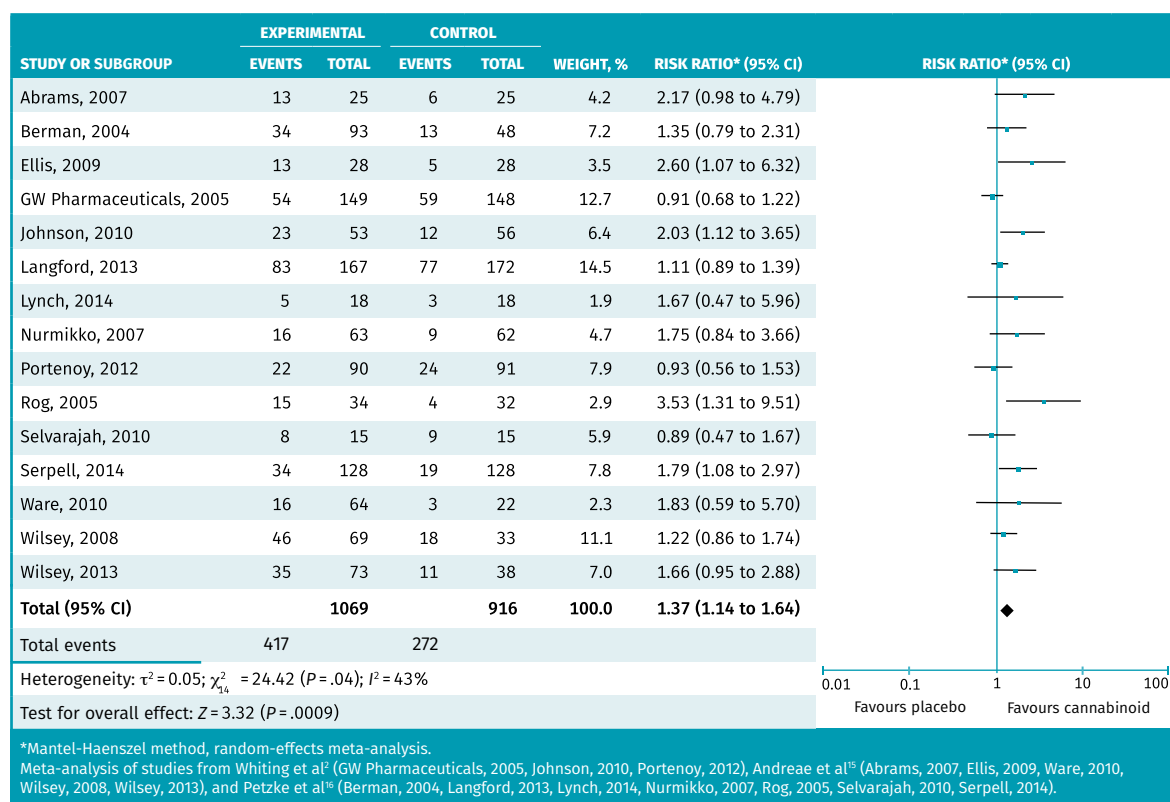 EXPERIMENTAL CONTROL
STUDY OR SUBGROUP EVENTS TOTAL EVENTS TOTAL WEIGHT, % RISK RATIO* (95% CI) RISK RATIO* (95% CI)
Abrams, 2007 13 25 6 25 4.2 2.17 (0.98 to 4.79)
Berman, 2004 34 93 13 48 7.2 1.35 (0.79 to 2.31)
Ellis, 2009 13 28 5 28 3.5 2.60 (1.07 to 6.32)
GW Pharmaceuticals, 2005 54 149 59 148 12.7 0.91 (0.68 to 1.22)
Johnson, 2010 23 53 12 56 6.4 2.03 (1.12 to 3.65)
Langford, 2013 83 167 77 172 14.5 1.11 (0.89 to 1.39)
Lynch, 2014 5 18 3 18 1.9 1.67 (0.47 to 5.96)
Nurmikko, 2007 16 63 9 62 4.7 1.75 (0.84 to 3.66)
Portenoy, 2012 22 90 24 91 7.9 0.93 (0.56 to 1.53)
Rog, 2005 15 34 4 32 2.9 3.53 (1.31 to 9.51)
Selvarajah, 2010 8 15 9 15 5.9 0.89 (0.47 to 1.67)
Serpell, 2014 34 128 19 128 7.8 1.79 (1.08 to 2.97)
Ware, 2010 16 64 3 22 2.3 1.83 (0.59 to 5.70)
Wilsey, 2008 46 69 18 33 11.1 1.22 (0.86 to 1.74)
Wilsey, 2013 35 73 11 38 7.0 1.66 (0.95 to 2.88)
Total (95% CI) 1069 916 100.0 1.37 (1.14 to 1.64)
Total events 417 272
Heterogeneity: τ² = 0.05; χ²₁₄ = 24.42 (P = .04); I² = 43%
0.01 0.1 1 10 100
Test for overall effect: Z = 3.32 (P = .0009)
Favours placebo Favours cannabinoid
*Mantel-Haenszel method, random-effects meta-analysis.
Meta-analysis of studies from Whiting et al² (GW Pharmaceuticals, 2005, Johnson, 2010, Portenoy, 2012), Andreae et al¹⁵ (Abrams, 2007, Ellis, 2009, Ware, 2010,
Wilsey, 2008, Wilsey, 2013), and Petzke et al¹⁶ (Berman, 2004, Langford, 2013, Lynch, 2014, Nurmikko, 2007, Rog, 2005, Selvarajah, 2010, Serpell, 2014).